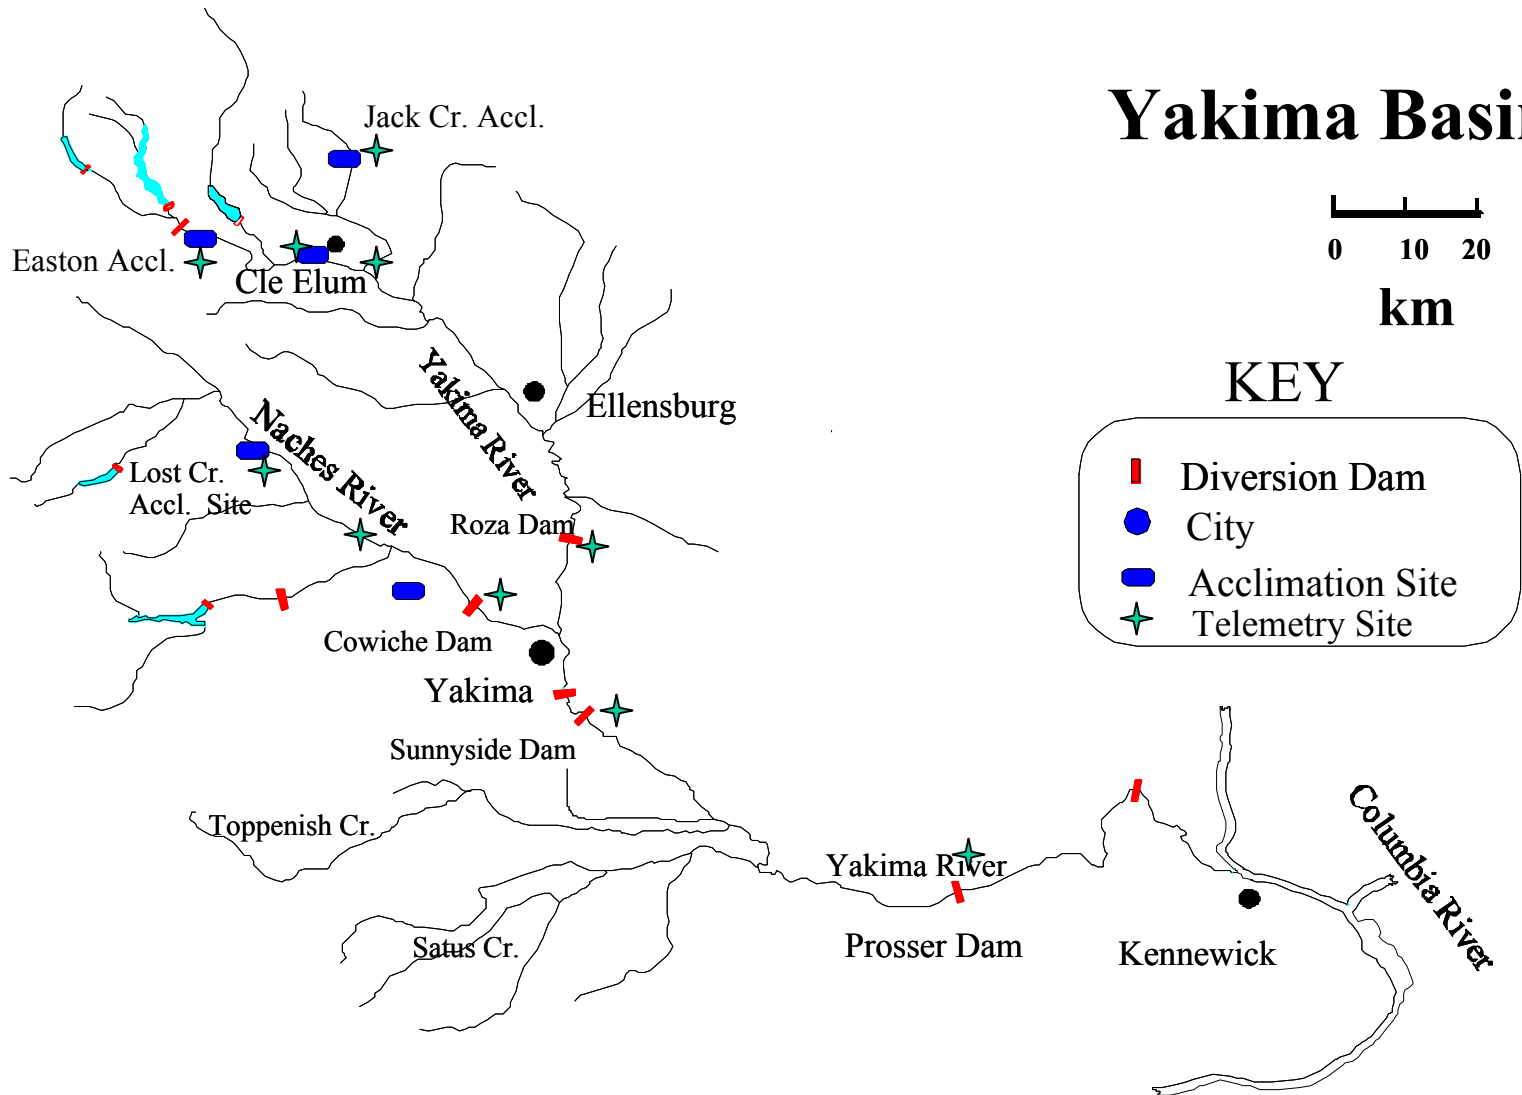 Yakima Basin
Jack Cr. Accl.
0 10 20
km
Easton Accl.
Cle Elum
Yakima River
Ellensburg
KEY
Diversion Dam
City
Acclimation Site
Telemetry Site
Naches River
Lost Cr.
Accl. Site
Roza Dam
Cowiche Dam
Yakima
Sunnyside Dam
Toppenish Cr.
Yakima River
Columbia River
Satus Cr.
Prosser Dam
Kennewick